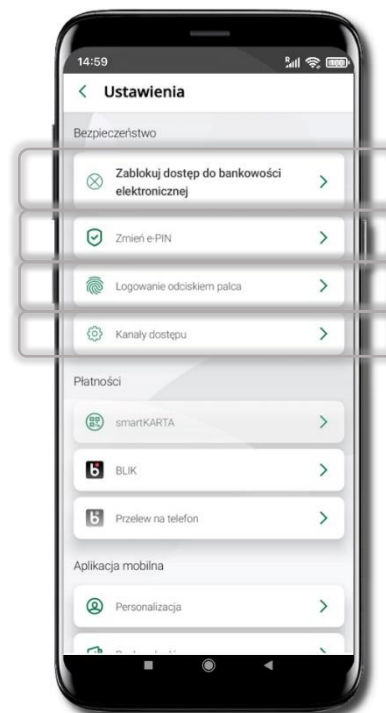 14:59
Ustawienia
Bezpieczeństwo
Zablokuj dostęp do bankowości
elektronicznej
Zmień e-PIN
Logowanie odciskiem palca
Kanały dostępu
Płatności
smartKARTA
BLIK
Przelew na telefon
Aplikacja mobilna
Personalizacja